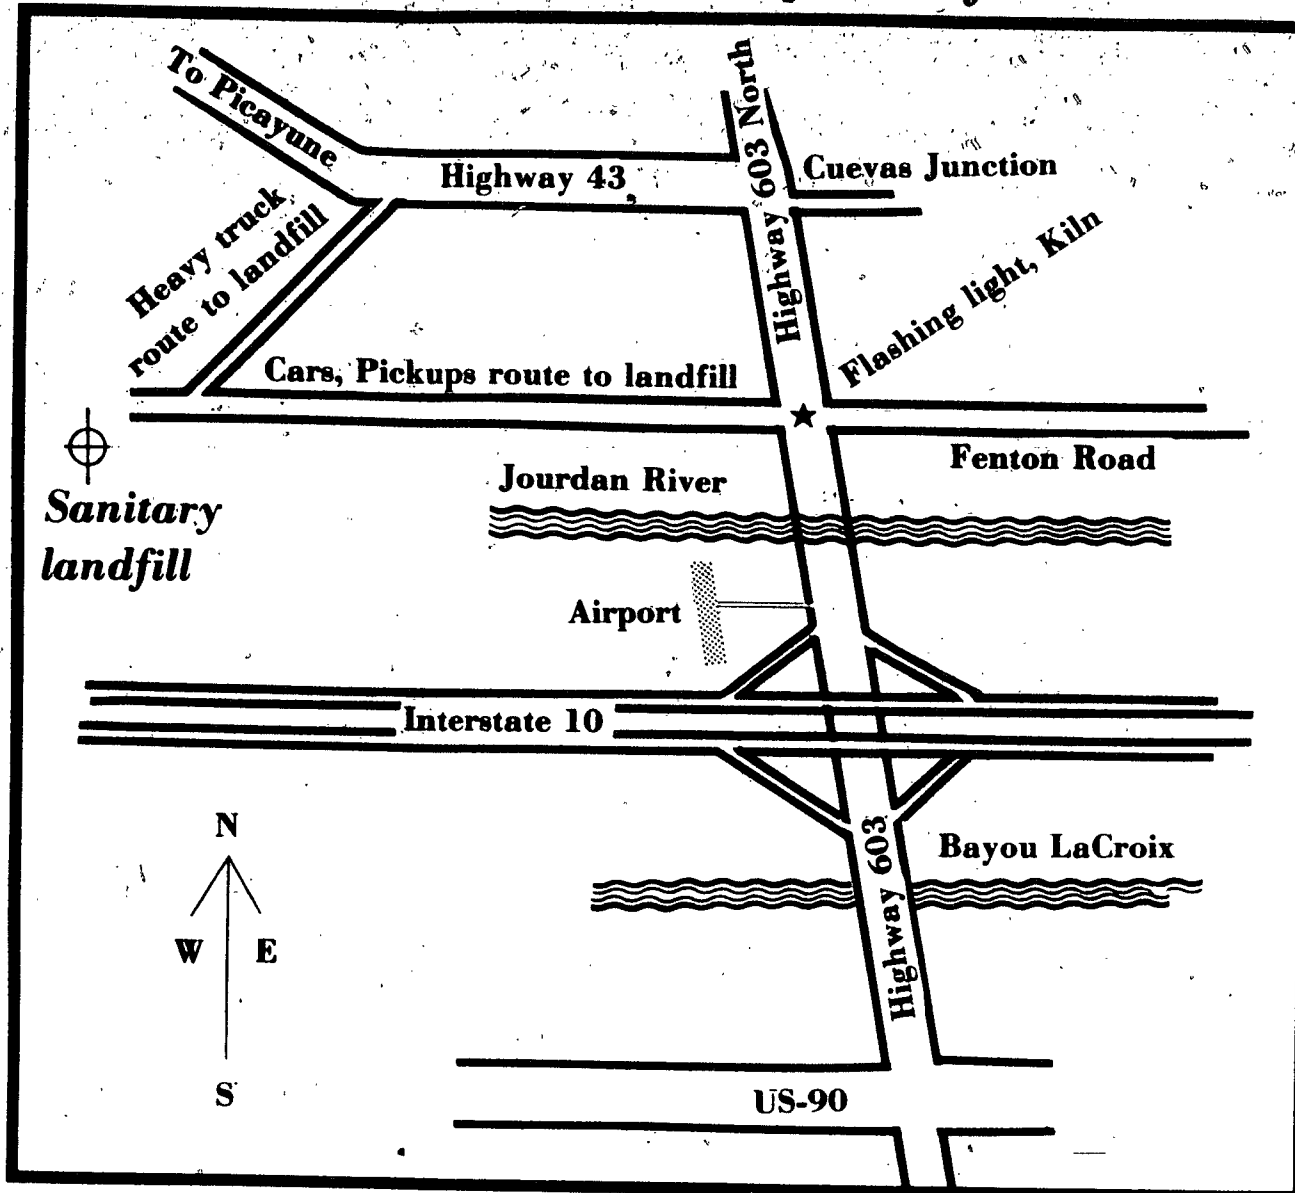 To Picayune
Highway 603 North
Highway 43
Cuevas Junction
Heavy truck
route to landfill
Flashing light, Kiln
Cars, Pickups route to landfill
Fenton Road
Jourdan River
Sanitary
landfill
Airport
Interstate 10
N
W E
S
Bayou LaCroix
Highway 603
US-90